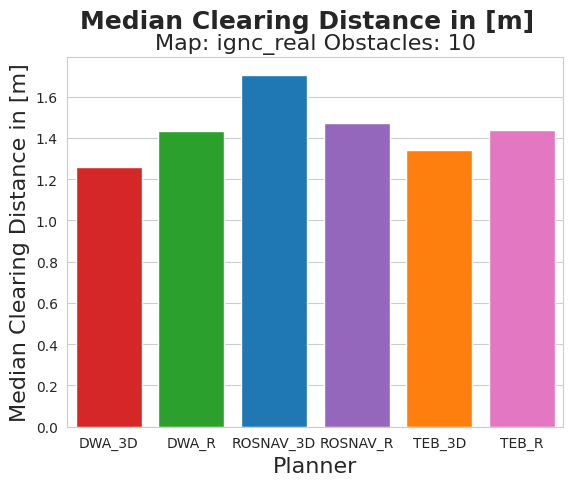 Median Clearing Distance in [m]
Map: ignc_real Obstacles: 10
Median Clearing Distance in [m]
1.6
1.4
1.2
1.0
0.8
0.6
0.4
0.2
0.0
DWA_3D DWA_R ROSNAV_3D ROSNAV_R TEB_3D TEB_R
Planner